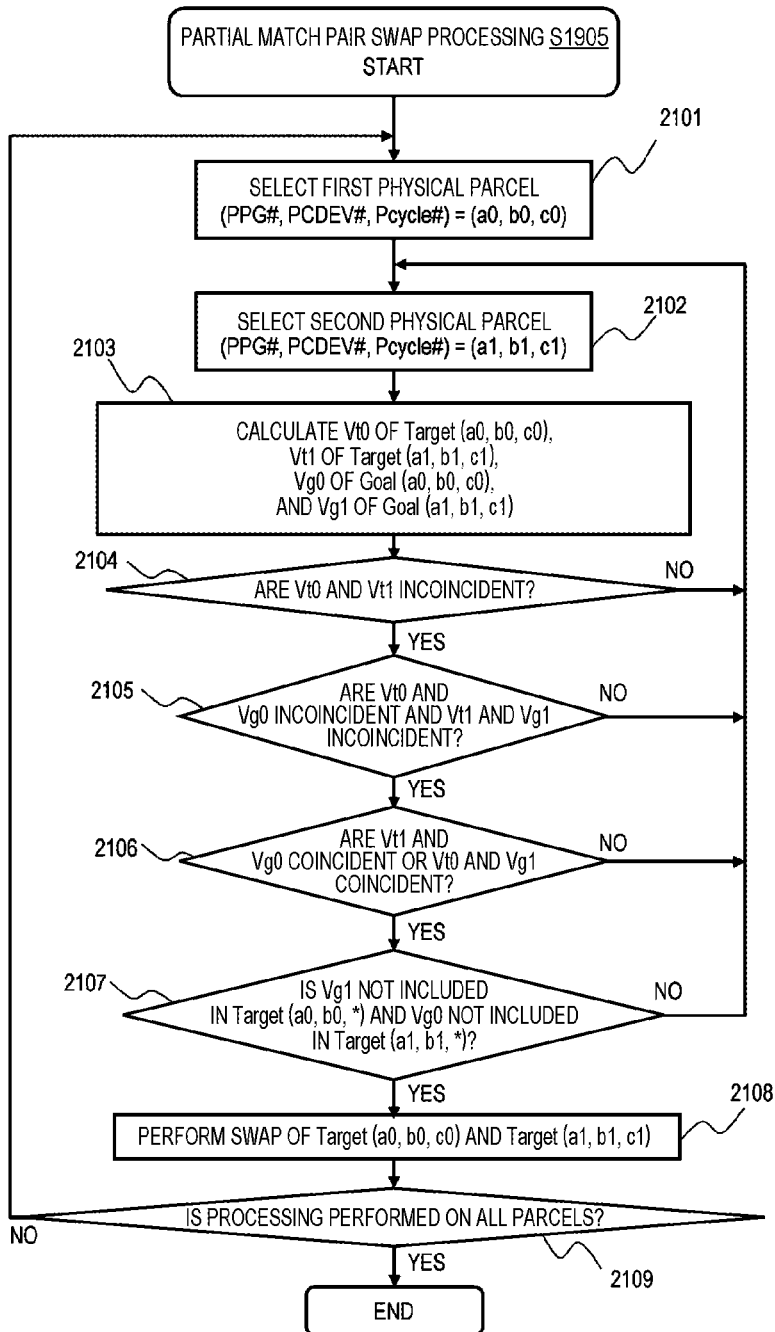 PARTIAL MATCH PAIR SWAP PROCESSING S1905
START
2101
SELECT FIRST PHYSICAL PARCEL
(PPG#, PCDEV#, Pcycle#) = (a0, b0, c0)
2102
SELECT SECOND PHYSICAL PARCEL
(PPG#, PCDEV#, Pcycle#) = (a1, b1, c1)
2103
CALCULATE Vt0 OF Target (a0, b0, c0),
Vt1 OF Target (a1, b1, c1),
Vg0 OF Goal (a0, b0, c0),
AND Vg1 OF Goal (a1, b1, c1)
2104
ARE Vt0 AND Vt1 INCOINCIDENT?
NO
YES
2105
ARE Vt0 AND
Vg0 INCOINCIDENT AND Vt1 AND Vg1
INCOINCIDENT?
NO
YES
2106
ARE Vt1 AND
Vg0 COINCIDENT OR Vt0 AND Vg1
COINCIDENT?
NO
YES
2107
IS Vg1 NOT INCLUDED
IN Target (a0, b0, *) AND Vg0 NOT INCLUDED
IN Target (a1, b1, *)?
NO
YES
2108
PERFORM SWAP OF Target (a0, b0, c0) AND Target (a1, b1, c1)
IS PROCESSING PERFORMED ON ALL PARCELS?
NO
YES
2109
END